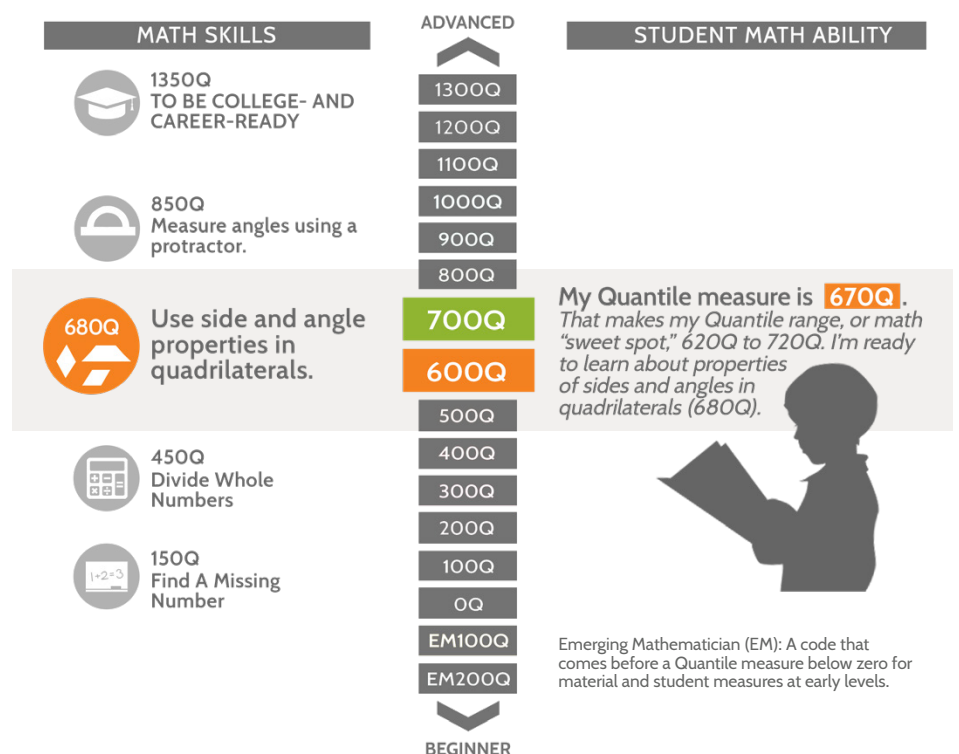 MATH SKILLS
ADVANCED
STUDENT MATH ABILITY
1350Q
TO BE COLLEGE- AND
CAREER-READY
850Q
Measure angles using a
protractor.
680Q
Use side and angle
properties in
quadrilaterals.
450Q
Divide Whole
Numbers
1+2=3
150Q
Find A Missing
Number
1300Q
1200Q
1100Q
1000Q
900Q
800Q
700Q
600Q
500Q
400Q
300Q
200Q
100Q
0Q
EM100Q
EM200Q
BEGINNER
My Quantile measure is 670Q.
That makes my Quantile range, or math
“sweet spot,” 620Q to 720Q. I’m ready
to learn about properties
of sides and angles in
quadrilaterals (680Q).
Emerging Mathematician (EM): A code that
comes before a Quantile measure below zero for
material and student measures at early levels.